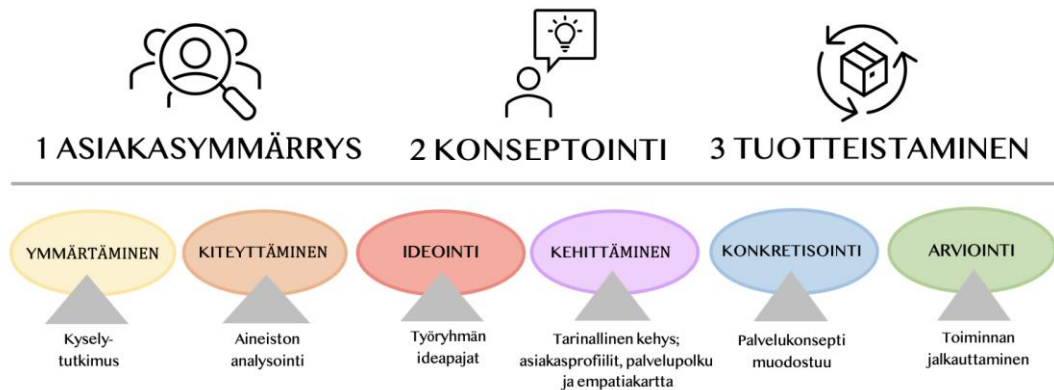 1 ASIAKASYMMÄRRYS
2 KONSEPTOINTI
3 TUOTTEISTAMINEN
YMMÄRTÄMINEN
KITEYTTÄMINEN
IDEOINTI
KEHITTÄMINEN
KONKRETISOINTI
ARVIOINTI
Kysely-
tutkimus
Aineiston
analysointi
Työryhmän
ideapajat
Tarinallinen kehys;
asiakasprofiilit, palvelupolku
ja empatiakartta
Palvelukonsepti
muodostuu
Toiminnan
jalkauttaminen